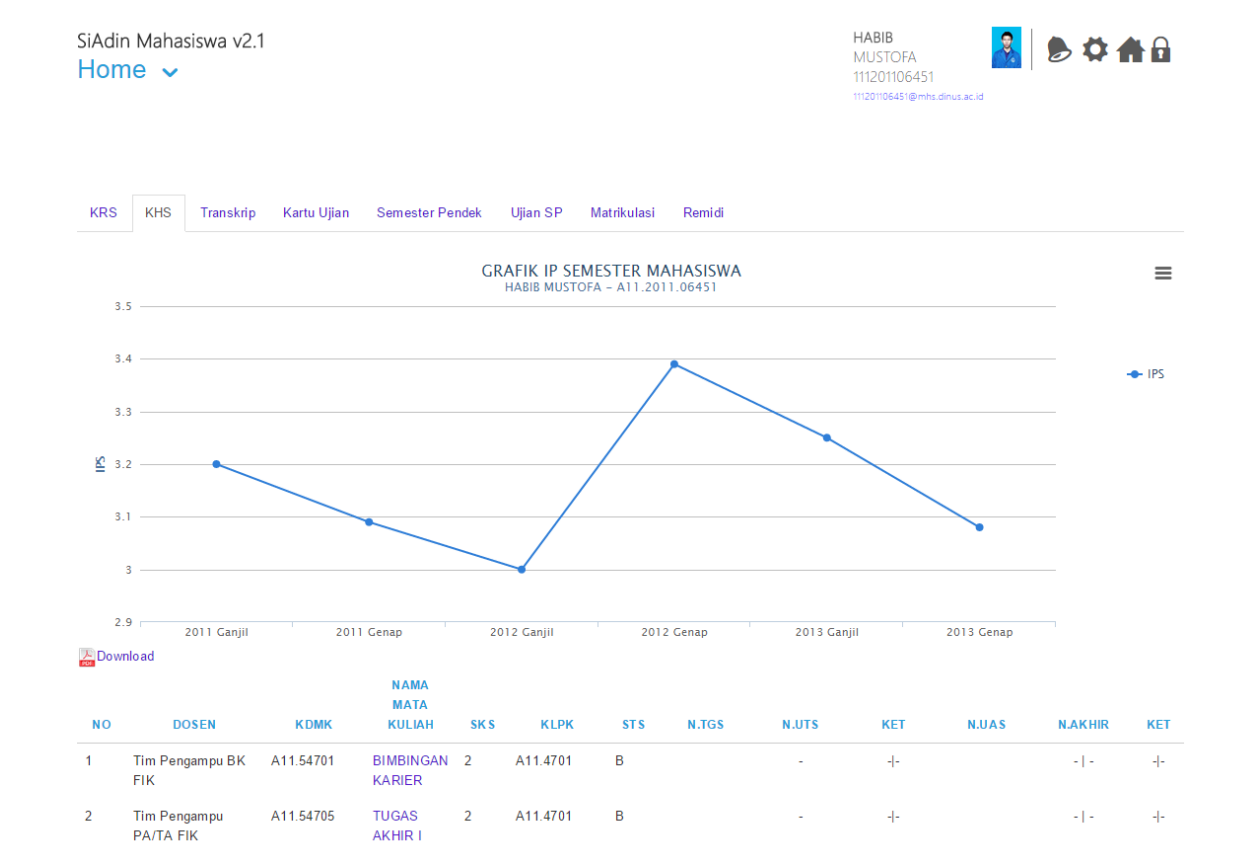 SiAdin Mahasiswa v2.1
Home
HABIB
MUSTOFA
111201106451
111201106451@mhs.dinus.ac.id
KRS KHS Transkrip Kartu Ujian Semester Pendek Ujian SP Matrikulasi Remidi
GRAFIK IP SEMESTER MAHASISWA
HABIB MUSTOFA - A11.2011.06451
3.5
3.4
IPS
3.3
IPS
3.2
3.1
3
2.9
2011 Ganjil 2011 Genap 2012 Ganjil 2012 Genap 2013 Ganjil 2013 Genap
PDF Download
NO DOSEN KDMK NAMA MATA KULIAH SKS KLPK STS N.TGS N.UTS KET N.UAS N.AKHIR KET
1 Tim Pengampu BK A11.54701 BIMBINGAN 2 A11.4701 B - -|- - | - -|-
FIK KARIER
2 Tim Pengampu A11.54705 TUGAS 2 A11.4701 B - -|- - | - -|-
PA/TA FIK AKHIR I